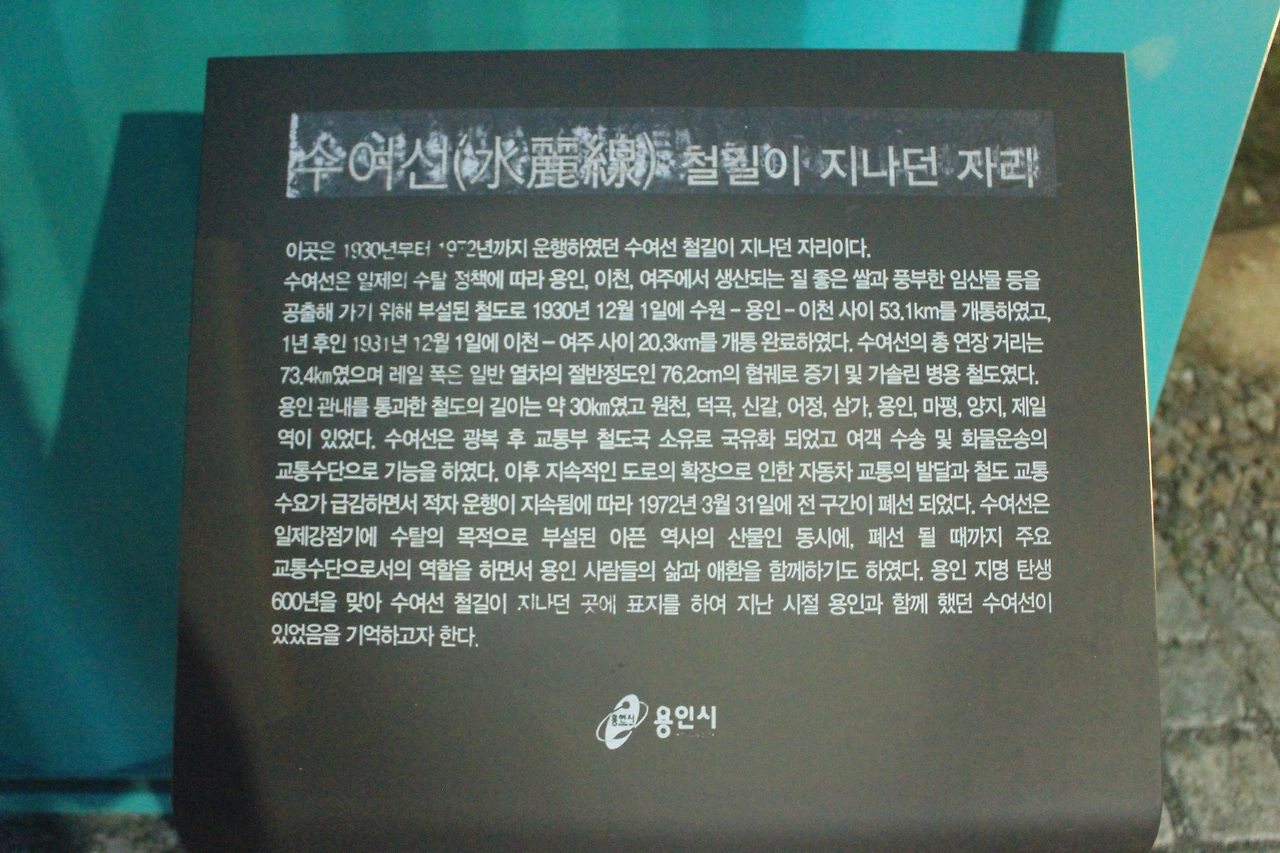 수여선(水麗線) 철길이 지나던 자리
이곳은 1930년부터 1972년까지 운행하였던 수여선 철길이 지나던 자리이다.
수여선은 일제의 수탈 정책에 따라 용인, 이천, 여주에서 생산되는 질 좋은 쌀과 풍부한 임산물 등을
공출해 가기 위해 부설된 철도로 1930년 12월 1일에 수원 – 용인 – 이천 사이 53.1km를 개통하였고,
1년 후인 1931년 12월 1일에 이천 – 여주 사이 20.3km를 개통 완료하였다. 수여선의 총 연장 거리는
73.4㎞였으며 레일 폭은 일반 열차의 절반정도인 76.2cm의 협궤로 증기 및 가솔린 병용 철도였다.
용인 관내를 통과한 철도의 길이는 약 30㎞였고 원천, 덕곡, 신갈, 어정, 삼가, 용인, 마평, 양지, 제일
역이 있었다. 수여선은 광복 후 교통부 철도국 소유로 국유화 되었고 여객 수송 및 화물운송의
교통수단으로 기능을 하였다. 이후 지속적인 도로의 확장으로 인한 자동차 교통의 발달과 철도 교통
수요가 급감하면서 적자 운행이 지속됨에 따라 1972년 3월 31일에 전 구간이 폐선 되었다. 수여선은
일제강점기에 수탈의 목적으로 부설된 아픈 역사의 산물인 동시에, 폐선 될 때까지 주요
교통수단으로서의 역할을 하면서 용인 사람들의 삶과 애환을 함께하기도 하였다. 용인 지명 탄생
600년을 맞아 수여선 철길이 지나던 곳에 표지를 하여 지난 시절 용인과 함께 했던 수여선이
있었음을 기억하고자 한다.
용인시 용인시